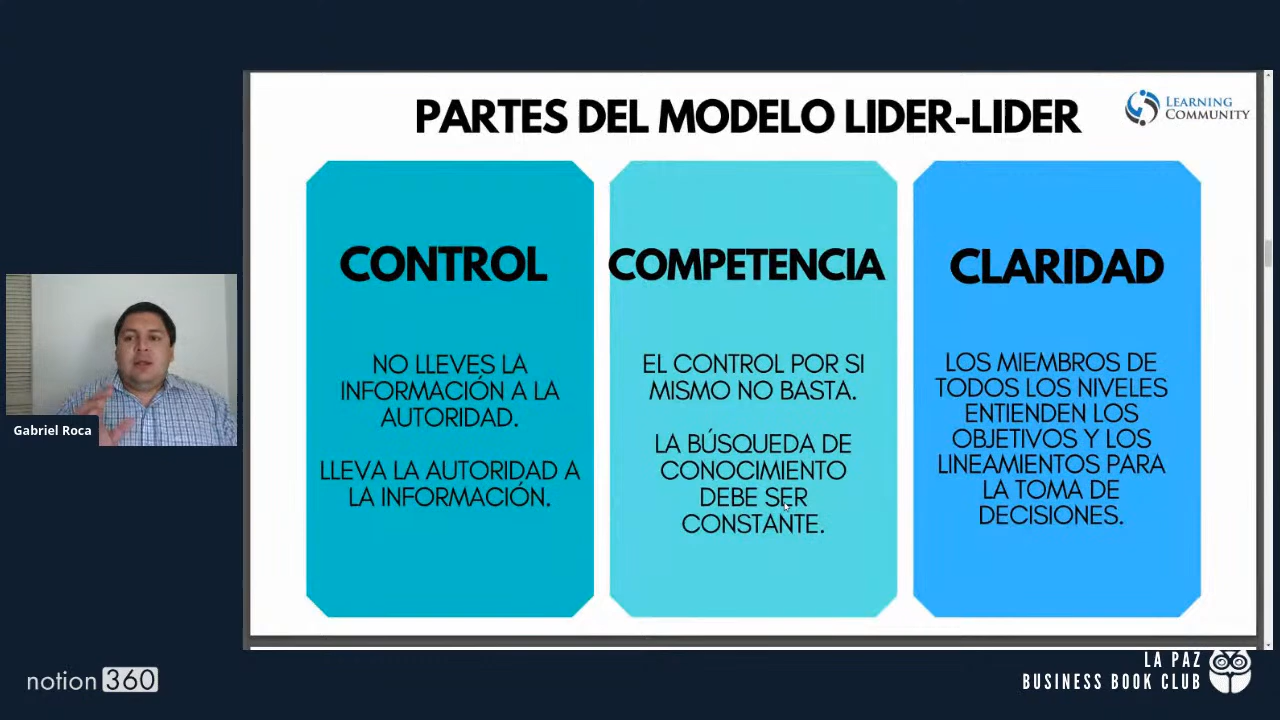 PARTES DEL MODELO LIDER-LIDER
LEARNING
COMMUNITY
CONTROL
NO LLEVES LA
INFORMACIÓN A LA
AUTORIDAD.
LLEVA LA AUTORIDAD A
LA INFORMACIÓN.
COMPETENCIA
EL CONTROL POR SI
MISMO NO BASTA.
LA BÚSQUEDA DE
CONOCIMIENTO
DEBE SER
CONSTANTE.
CLARIDAD
LOS MIEMBROS DE
TODOS LOS NIVELES
ENTIENDEN LOS
OBJETIVOS Y LOS
LINEAMIENTOS PARA
LA TOMA DE
DECISIONES.
Gabriel Roca
notion 360
LA PAZ
BUSINESS BOOK CLUB